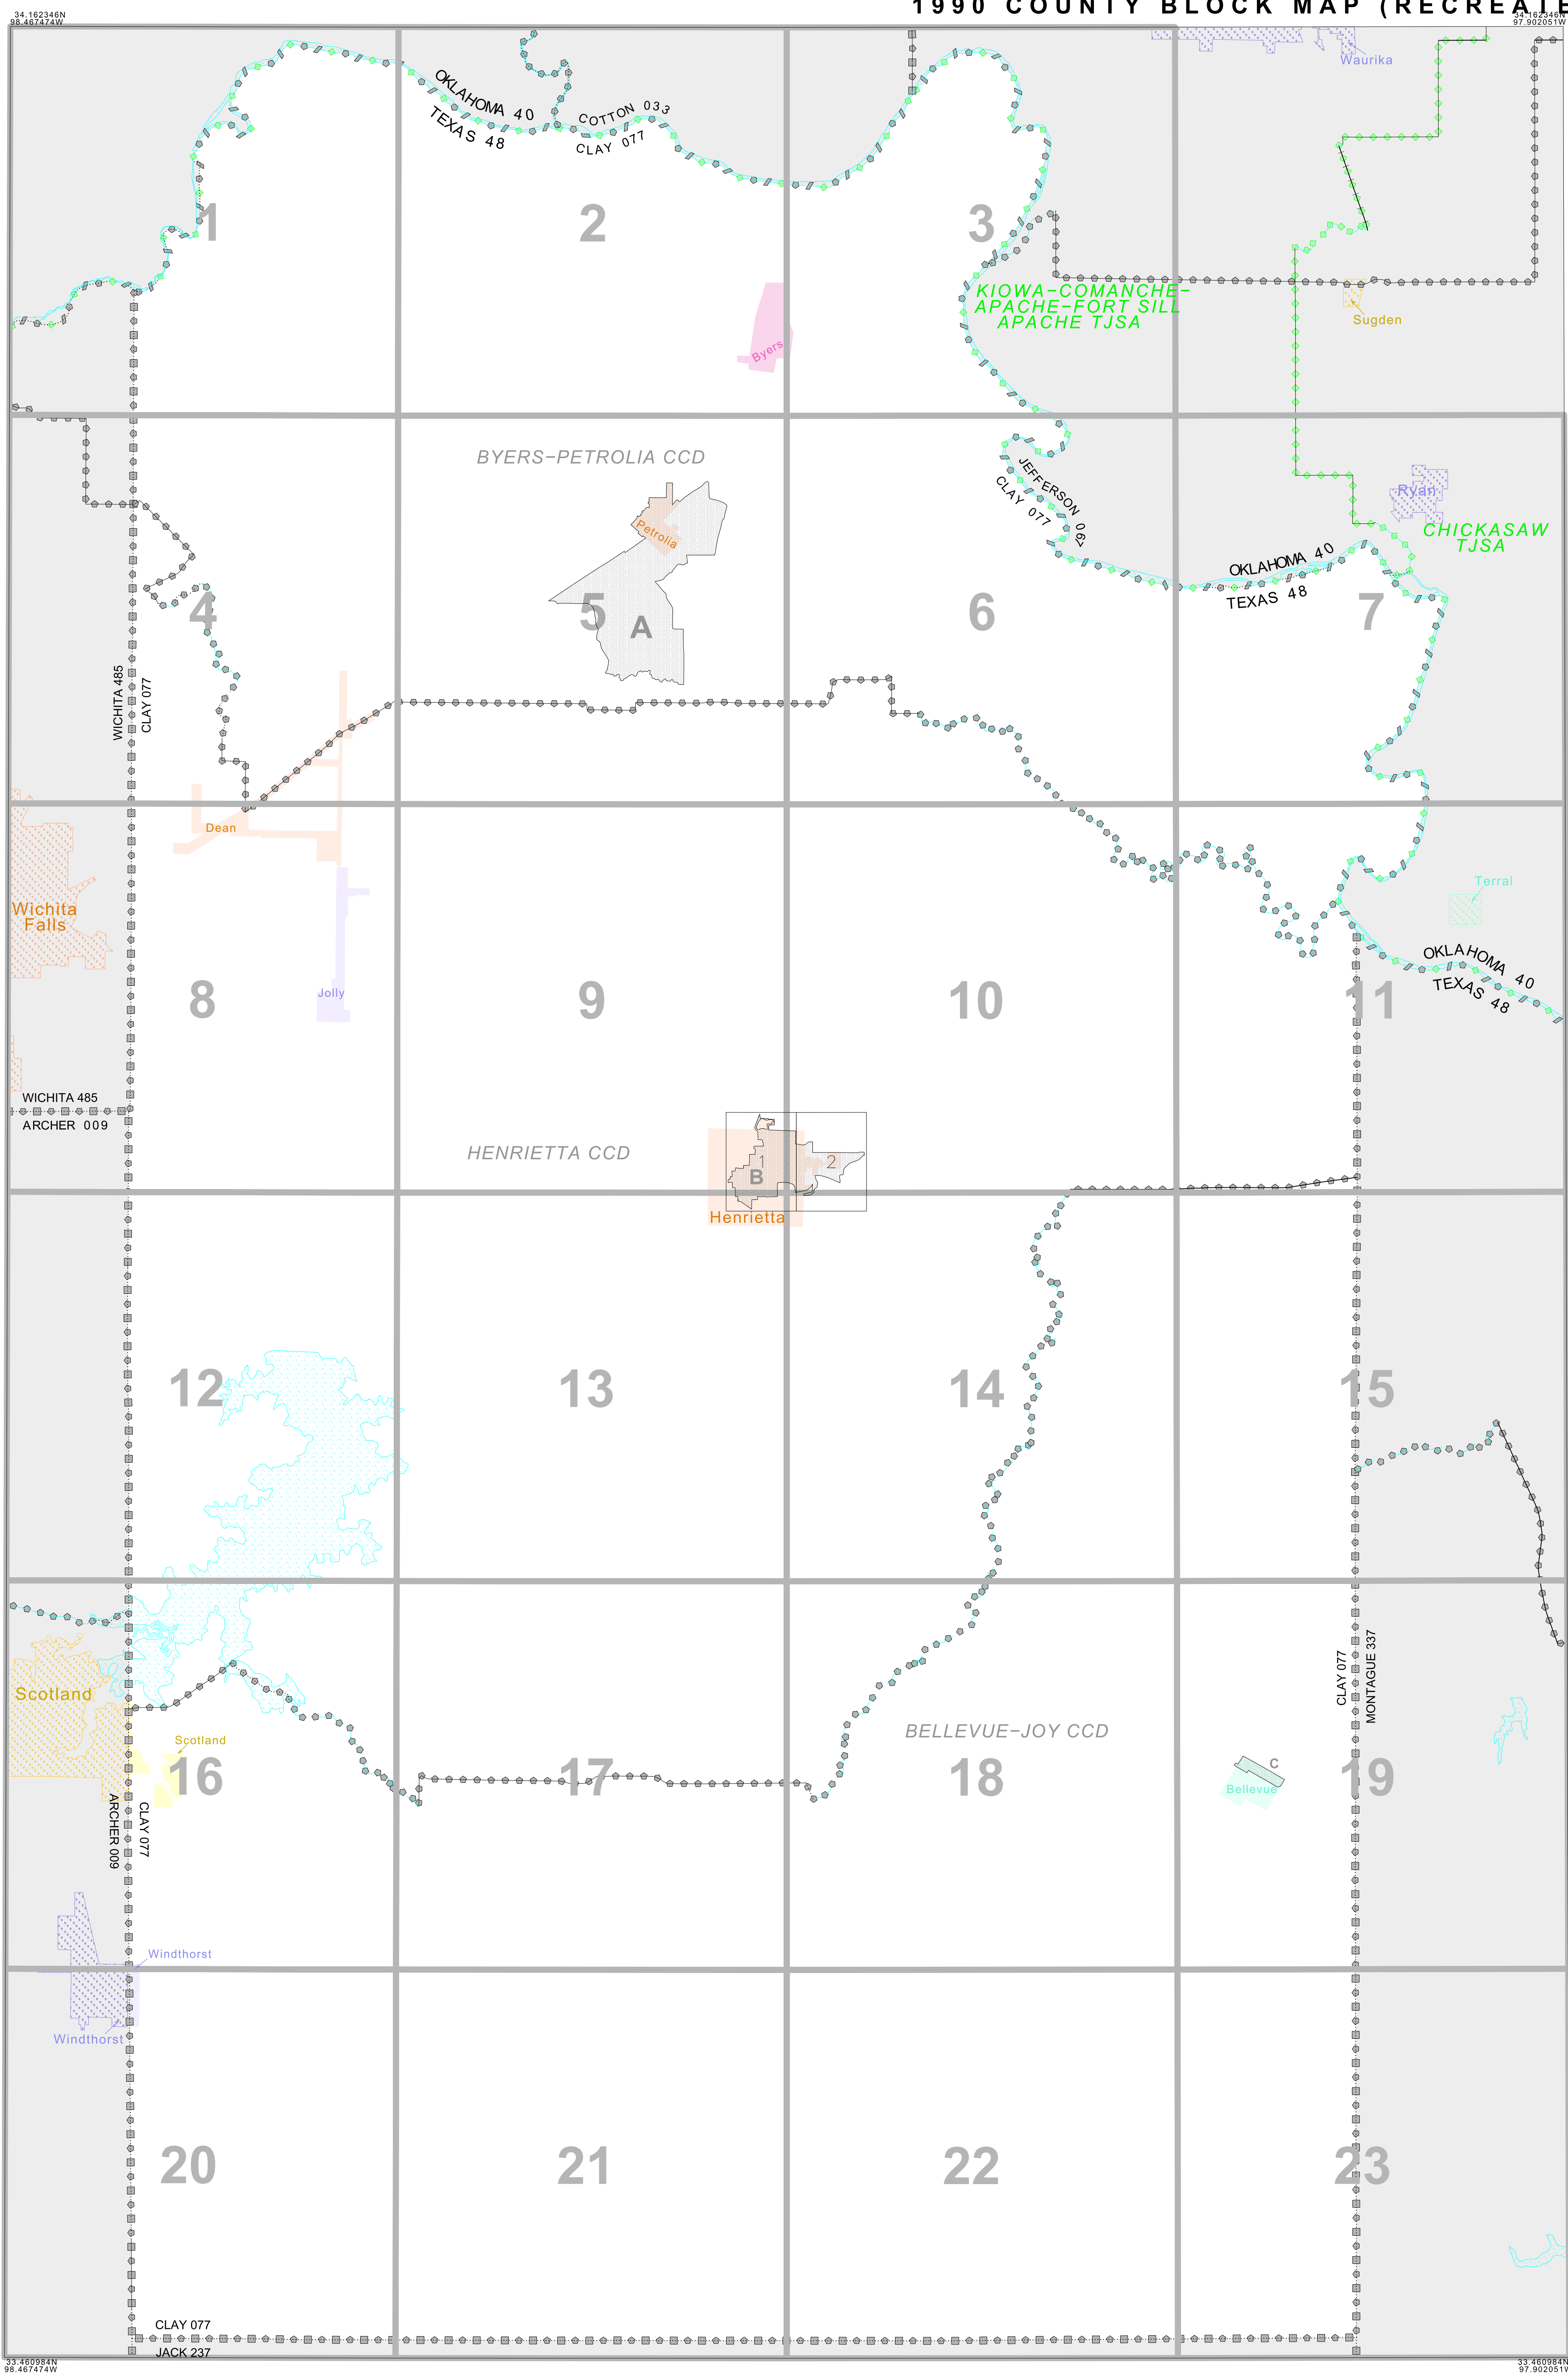 1990 COUNTY BLOCK MAP (RECREATE
34.162346N
98.467474W
34.162346N
97.902051W
Waurika
OKLAHOMA 40
TEXAS 48
COTTON 033
CLAY 077
1
2
3
KIOWA-COMANCHE-
APACHE-FORT SILL
APACHE TJSA
Sugden
Byers
BYERS-PETROLIA CCD
Petrolia
JEFFERSON 067
CLAY 077
Ryan
CHICKASAW
TJSA
OKLAHOMA 40
TEXAS 48
4
5
A
6
7
WICHITA 485
CLAY 077
Dean
Wichita
Falls
Terral
OKLAHOMA 40
TEXAS 48
Jolly
8
9
10
11
WICHITA 485
ARCHER 009
HENRIETTA CCD
1
2
B
Henrietta
12
13
14
15
CLAY 077
MONTAGUE 337
Scotland
Scotland
BELLEVUE-JOY CCD
16
17
18
C
Bellevue
19
ARCHER 009
CLAY 077
Windthorst
Windthorst
20
21
22
23
CLAY 077
JACK 237
33.460984N
98.467474W
33.460984N
97.902051W